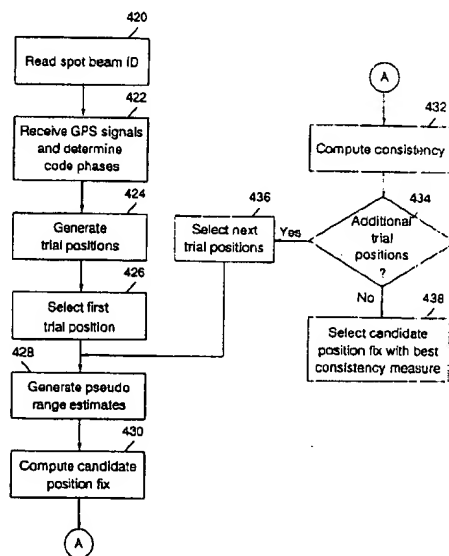 420
Read spot beam ID
422
Receive GPS signals
and determine
code phases
424
Generate
trial positions
426
Select first
trial position
428
Generate pseudo
range estimates
430
Compute candidate
position fix
A
A
432
Compute consistency
434
Additional
trial
positions
?
Yes
No
436
Select next
trial positions
438
Select candidate
position fix with best
consistency measure